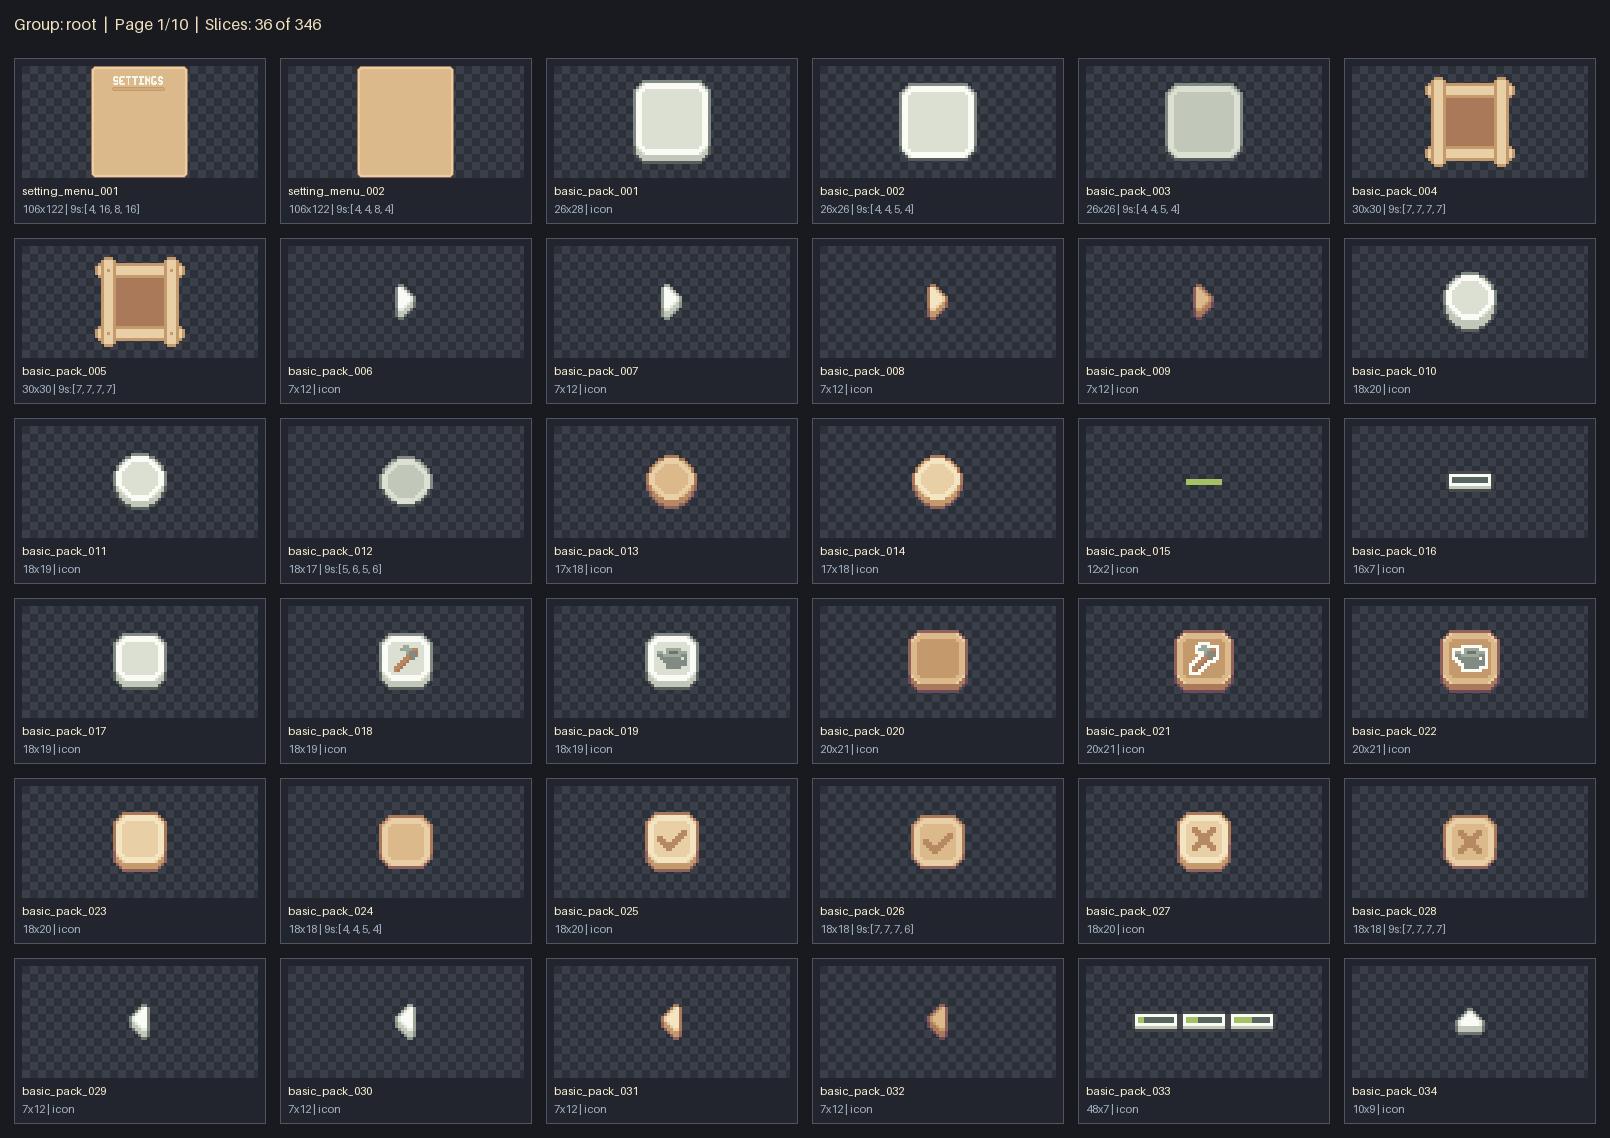 Group: root | Page 1/10 | Slices: 36 of 346
SETTINGS
setting_menu_001
106x122 | 9s:[4, 16, 8, 16]
setting_menu_002
106x122 | 9s:[4, 4, 8, 4]
basic_pack_001
26x28 | icon
basic_pack_002
26x26 | 9s:[4, 4, 5, 4]
basic_pack_003
26x26 | 9s:[4, 4, 5, 4]
basic_pack_004
30x30 | 9s:[7, 7, 7, 7]
basic_pack_005
30x30 | 9s:[7, 7, 7, 7]
basic_pack_006
7x12 | icon
basic_pack_007
7x12 | icon
basic_pack_008
7x12 | icon
basic_pack_009
7x12 | icon
basic_pack_010
18x20 | icon
basic_pack_011
18x19 | icon
basic_pack_012
18x17 | 9s:[5, 6, 5, 6]
basic_pack_013
17x18 | icon
basic_pack_014
17x18 | icon
basic_pack_015
12x2 | icon
basic_pack_016
16x7 | icon
basic_pack_017
18x19 | icon
basic_pack_018
18x19 | icon
basic_pack_019
18x19 | icon
basic_pack_020
20x21 | icon
basic_pack_021
20x21 | icon
basic_pack_022
20x21 | icon
basic_pack_023
18x20 | icon
basic_pack_024
18x18 | 9s:[4, 4, 5, 4]
basic_pack_025
18x20 | icon
basic_pack_026
18x18 | 9s:[7, 7, 7, 6]
basic_pack_027
18x20 | icon
basic_pack_028
18x18 | 9s:[7, 7, 7, 7]
basic_pack_029
7x12 | icon
basic_pack_030
7x12 | icon
basic_pack_031
7x12 | icon
basic_pack_032
7x12 | icon
basic_pack_033
48x7 | icon
basic_pack_034
10x9 | icon